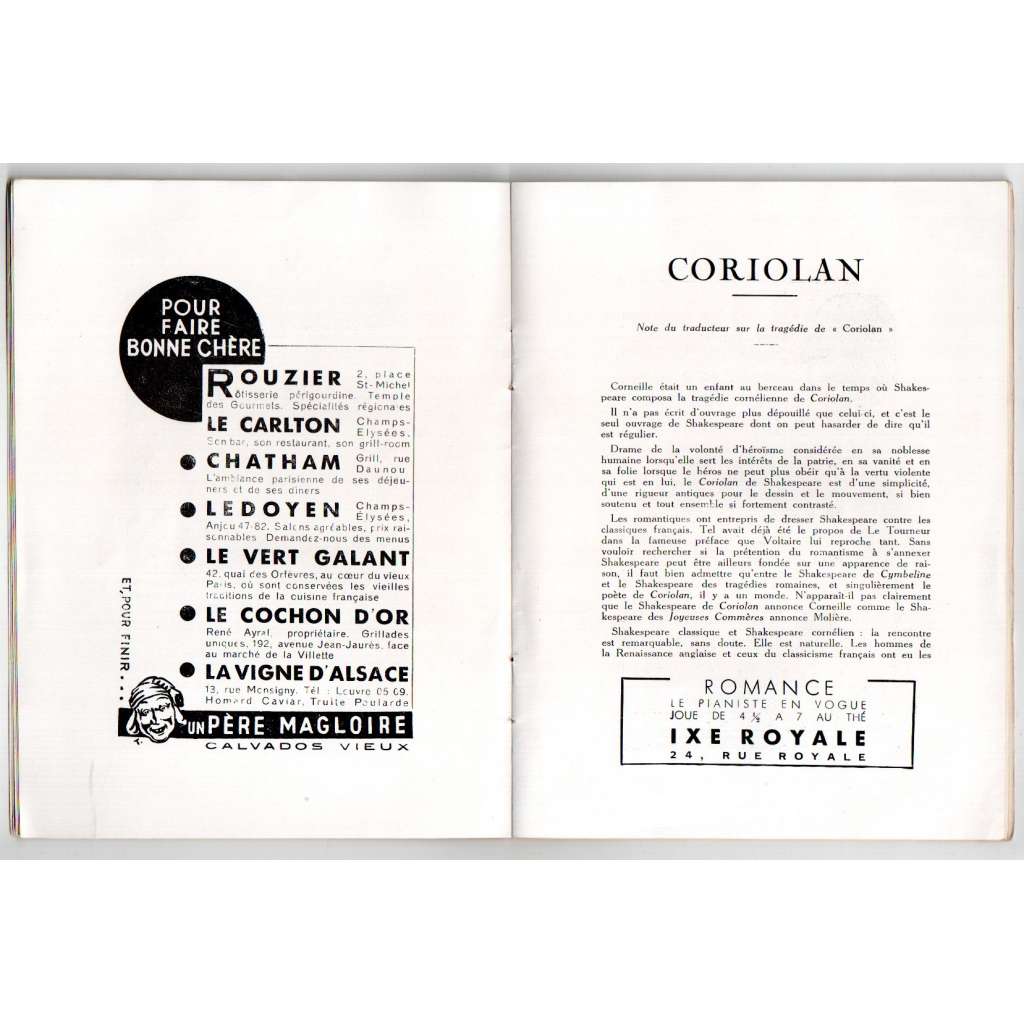 POUR
FAIRE
BONNE CHÈRE
ROUZIER 2, place
St-Michel
Rôtisserie périgourdine. Temple
des Gourmets. Spécialités régionales
LE CARLTON Champs-
Elysées.
Son bar, son restaurant, son grill-room
CHATHAM Grill, rue
Daunou
L'ambiance parisienne de ses déjeu-
ners et de ses dîners
LEDOYEN Champs-
Élysées,
Anjou 47-82. Salons agréables, prix rai-
sonnables Demandez-nous des menus
LE VERT GALANT
42, quai des Orfèvres, au cœur du vieux
Paris, où sont conservées les vieilles
traditions de la cuisine française
LE COCHON D'OR
René Ayral, propriétaire. Grillades
uniques, 192, avenue Jean-Jaurès, face
au marché de la Villette
LA VIGNE D'ALSACE
13, rue Monsigny. Tél : Louvre 05 69.
Homard Caviar, Truite Poularde
ET, POUR FINIR...
UN PÈRE MAGLOIRE
CALVADOS VIEUX
CORIOLAN
Note du traducteur sur la tragédie de « Coriolan »
Corneille était un enfant au berceau dans le temps où Shakes-
peare composa la tragédie cornélienne de Coriolan.
Il n'a pas écrit d'ouvrage plus dépouillé que celui-ci, et c'est le
seul ouvrage de Shakespeare dont on peut hasarder de dire qu'il
est régulier.
Drame de la volonté d'héroïsme considérée en sa noblesse
humaine lorsqu'elle sert les intérêts de la patrie, en sa vanité et en
sa folie lorsque le héros ne peut plus obéir qu'à la vertu violente
qui est en lui, le Coriolan de Shakespeare est d'une simplicité,
d'une rigueur antiques pour le dessin et le mouvement, si bien
soutenu et tout ensemble si fortement contrasté.
Les romantiques ont entrepris de dresser Shakespeare contre les
classiques français. Tel avait déjà été le propos de Le Tourneur
dans la fameuse préface que Voltaire lui reproche tant. Sans
vouloir rechercher si la prétention du romantisme à s'annexer
Shakespeare peut être ailleurs fondée sur une apparence de rai-
son, il faut bien admettre qu'entre le Shakespeare de Cymbeline
et le Shakespeare des tragédies romaines, et singulièrement le
poète de Coriolan, il y a un monde. N'apparaît-il pas clairement
que le Shakespeare de Coriolan annonce Corneille comme le Sha-
kespeare des Joyeuses Commères annonce Molière.
Shakespeare classique et Shakespeare cornélien : la rencontre
est remarquable, sans doute. Elle est naturelle. Les hommes de
la Renaissance anglaise et ceux du classicisme français ont eu les
ROMANCE
LE PIANISTE EN VOGUE
JOUE DE 4 ½ A 7 AU THÉ
IXE ROYALE
24, RUE ROYALE